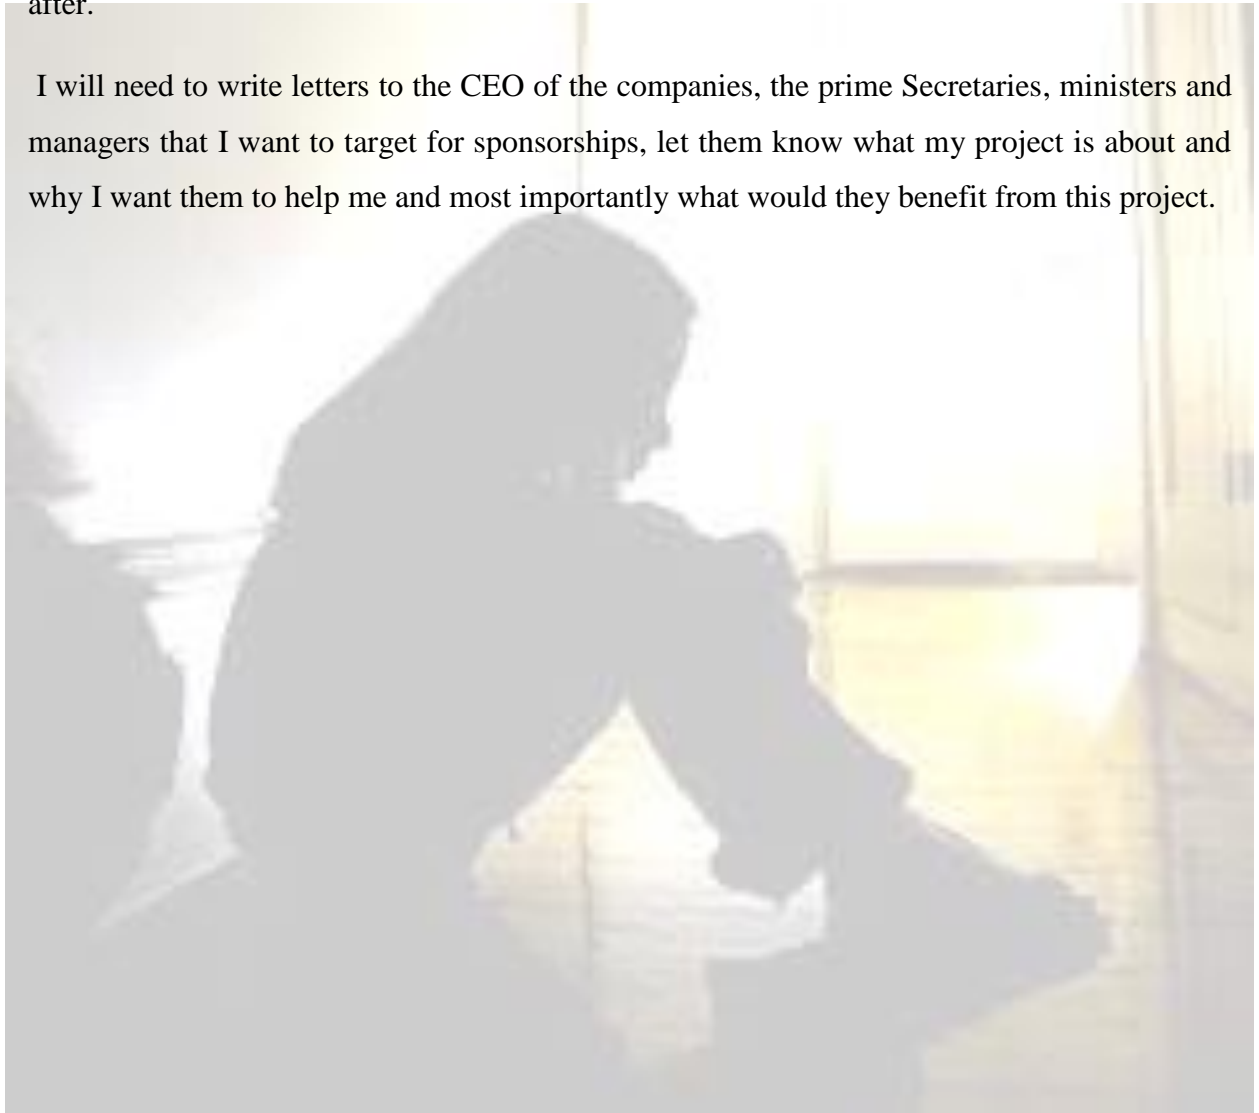 after.
I will need to write letters to the CEO of the companies, the prime Secretaries, ministers and
managers that I want to target for sponsorships, let them know what my project is about and
why I want them to help me and most importantly what would they benefit from this project.